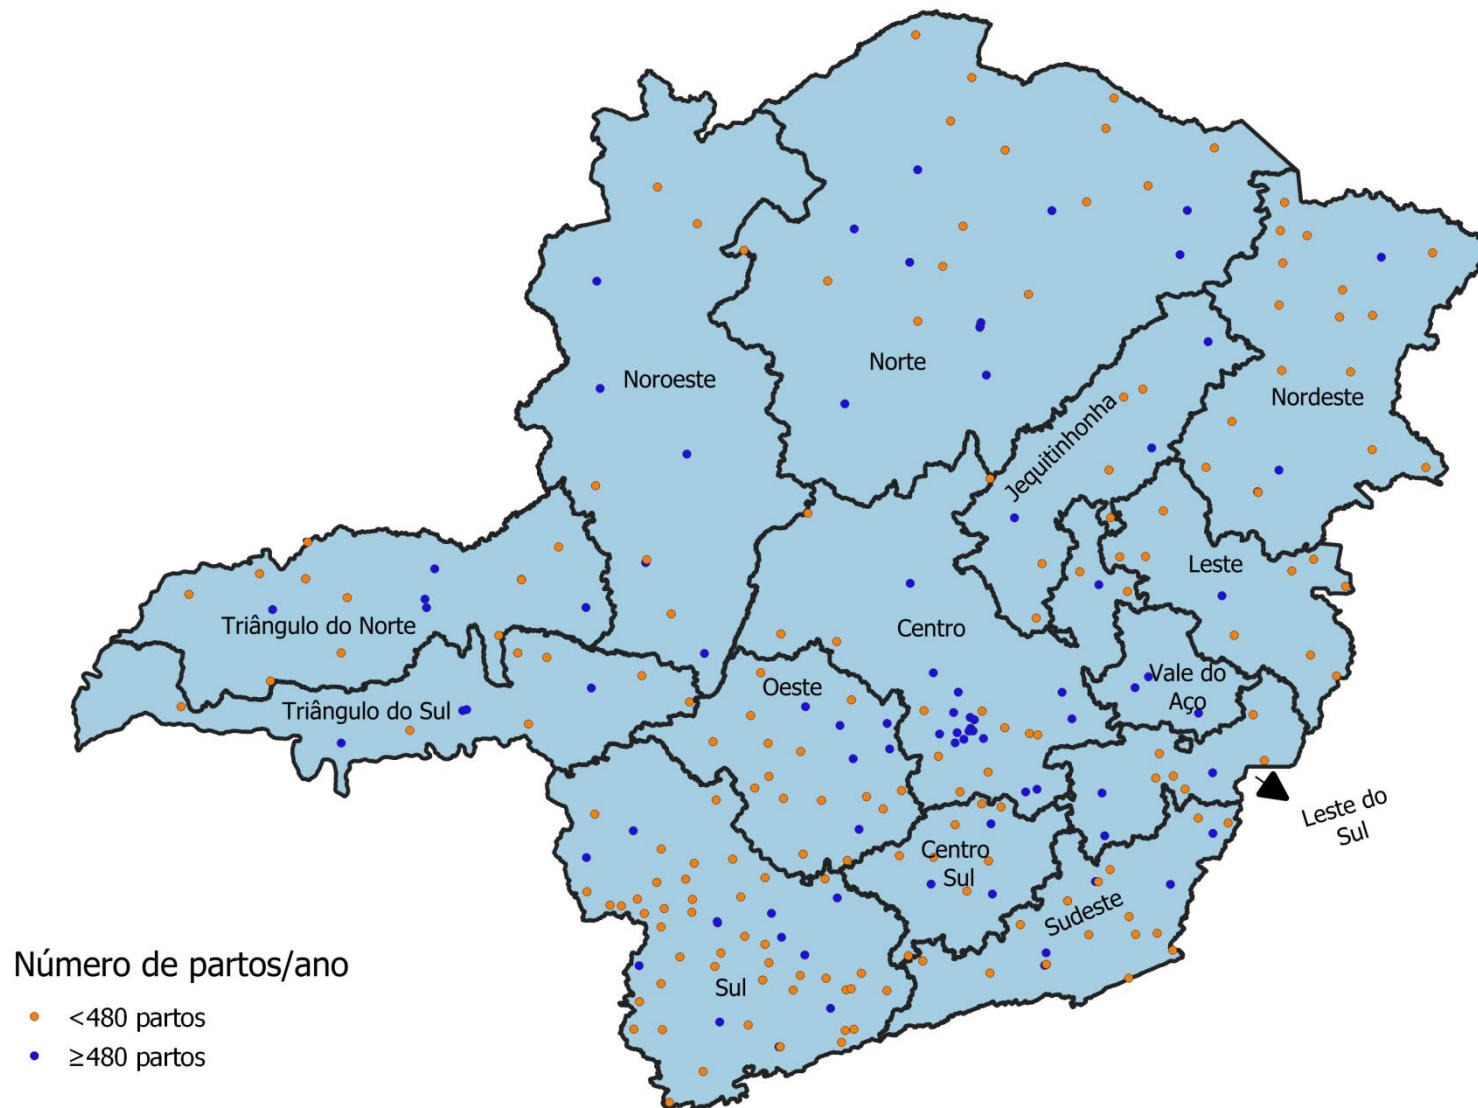 Noroeste
Norte
Nordeste
Jequitinhonha
Leste
Triângulo do Norte
Centro
Vale do
Aço
Oeste
Triângulo do Sul
Leste do
Sul
Centro
Sul
Sudeste
Sul
Número de partos/ano
<480 partos
≥480 partos